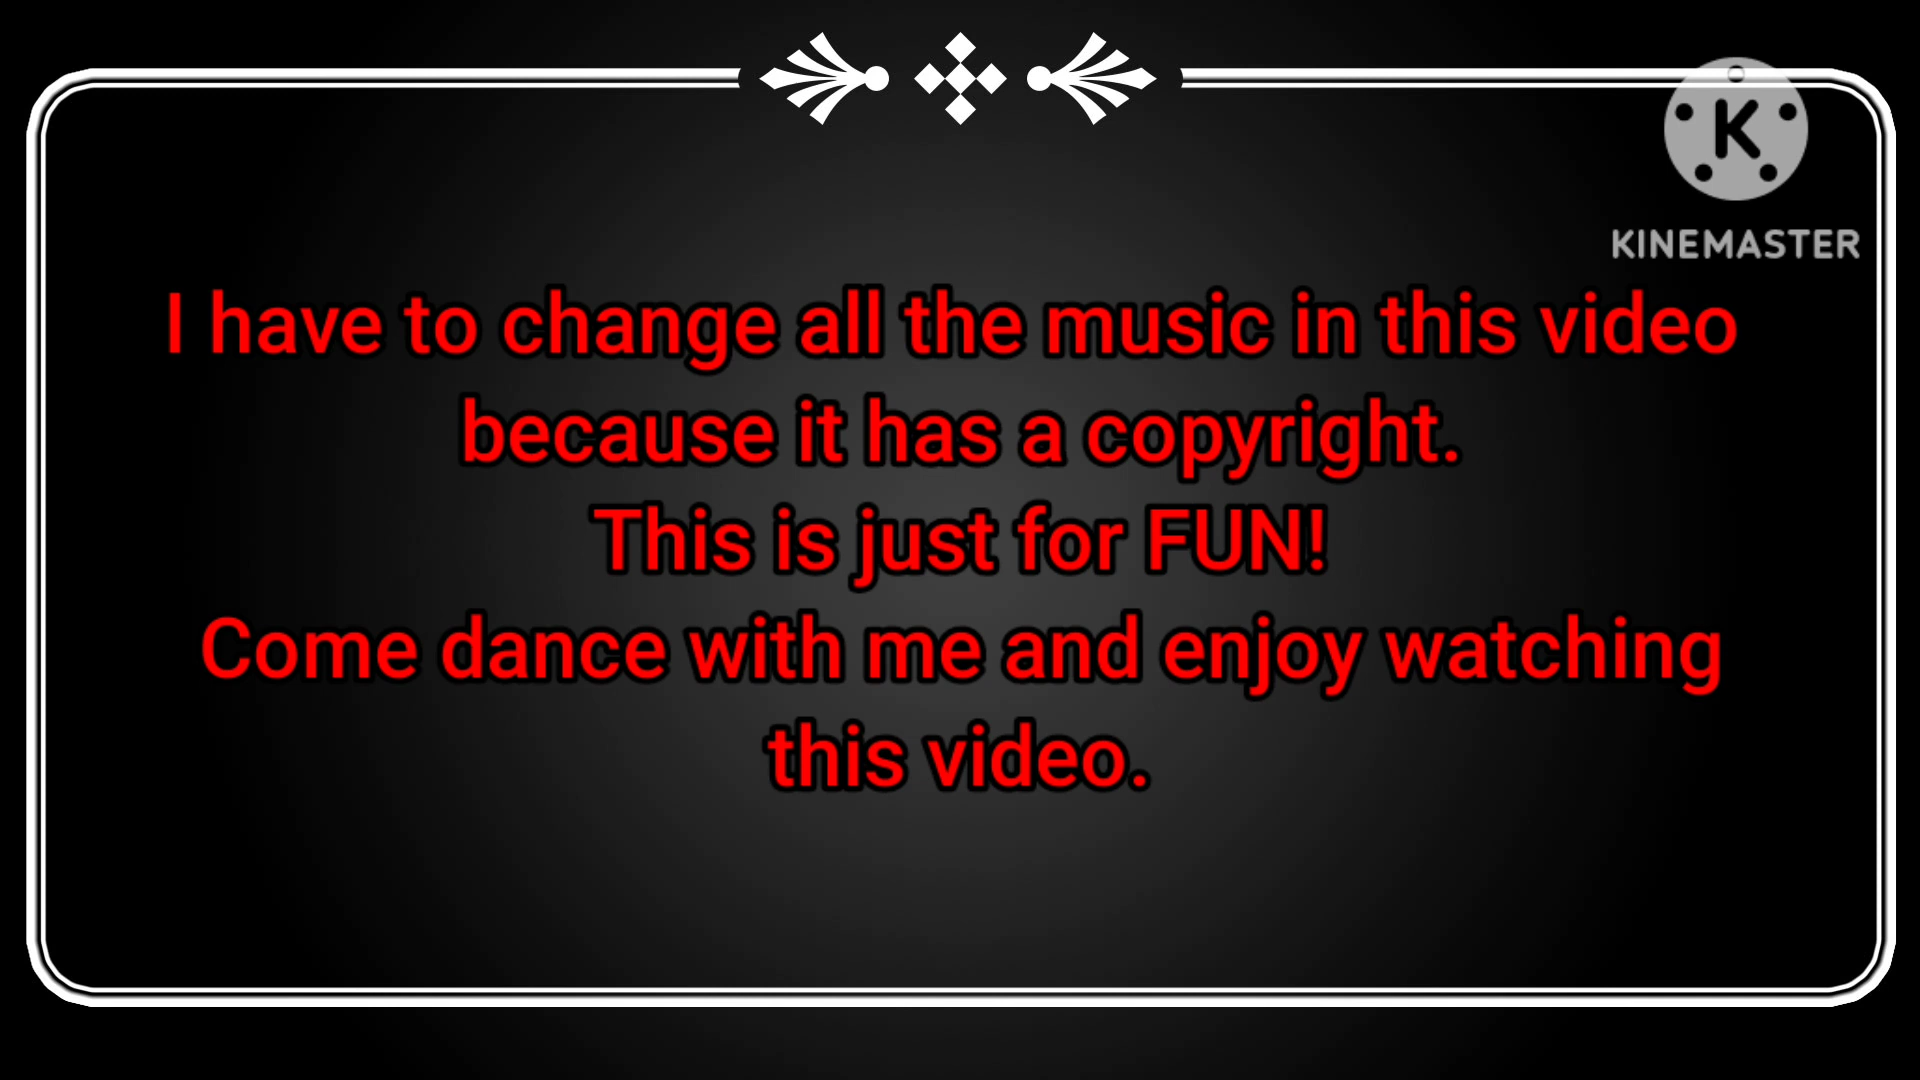 K
KINEMASTER
I have to change all the music in this video
because it has a copyright.
This is just for FUN!
Come dance with me and enjoy watching
this video.